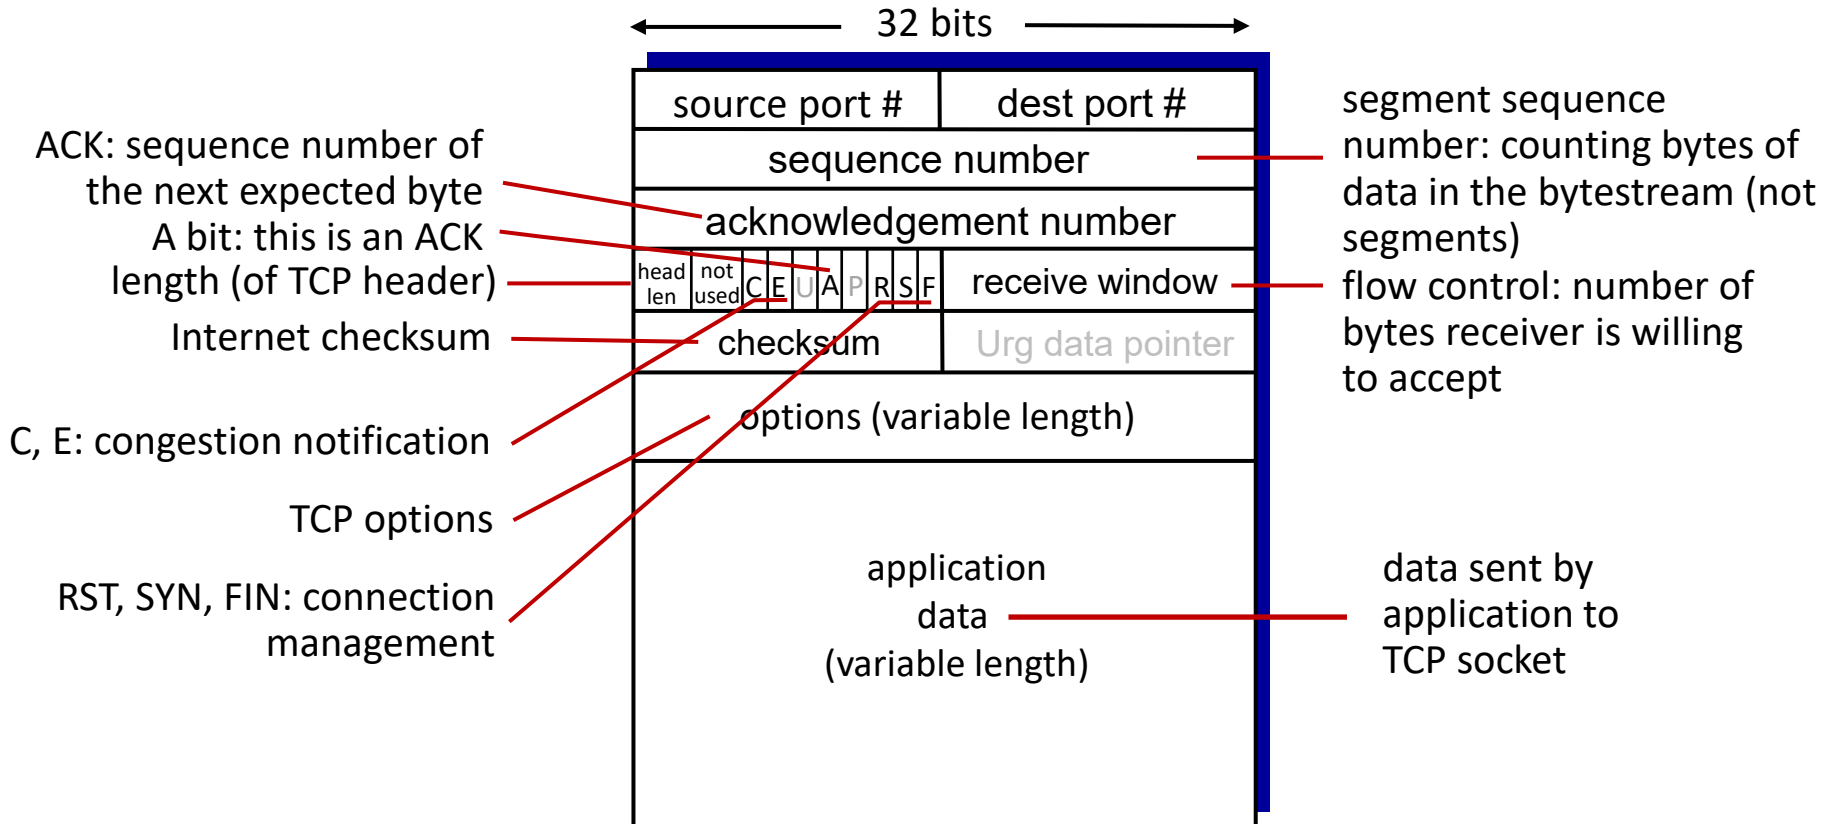 32 bits
source port #
dest port #
sequence number
acknowledgement number
head
len
not
used
C E U A P R S F
receive window
checksum
Urg data pointer
options (variable length)
application
data
(variable length)
ACK: sequence number of
the next expected byte
A bit: this is an ACK
length (of TCP header)
Internet checksum
C, E: congestion notification
TCP options
RST, SYN, FIN: connection
management
segment sequence
number: counting bytes of
data in the bytestream (not
segments)
flow control: number of
bytes receiver is willing
to accept
data sent by
application to
TCP socket